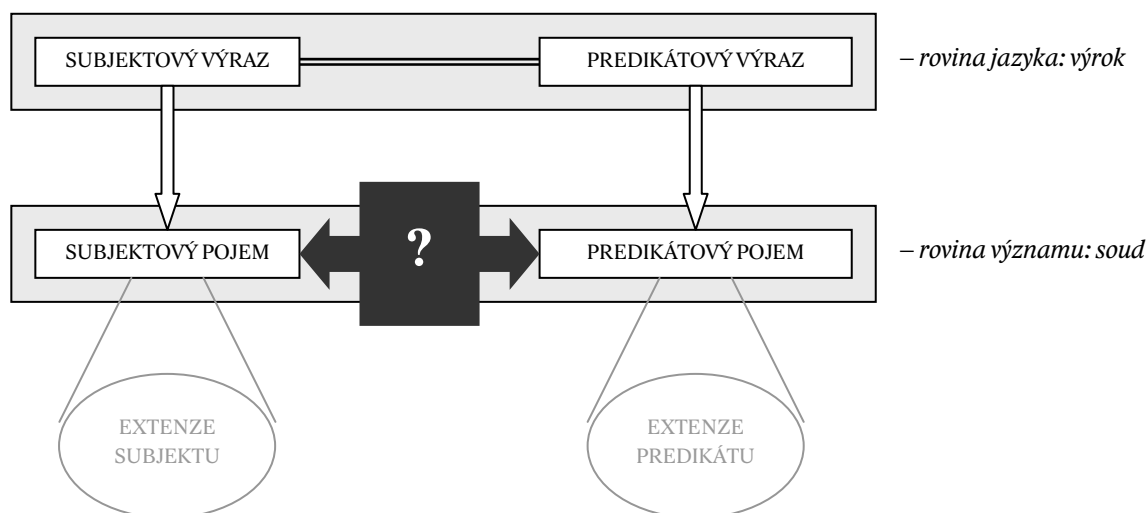 SUBJEKTOVÝ VÝRAZ
PREDIKÁTOVÝ VÝRAZ
– rovina jazyka: výrok
SUBJEKTOVÝ POJEM
?
PREDIKÁTOVÝ POJEM
– rovina významu: soud
EXTENZE
SUBJEKTU
EXTENZE
PREDIKÁTU